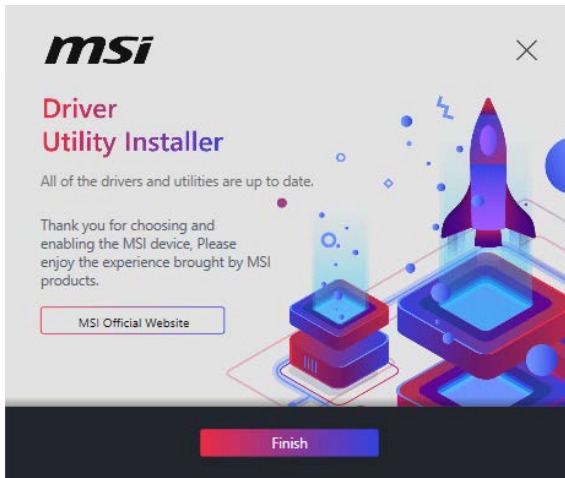 msi
Driver
Utility Installer
All of the drivers and utilities are up to date.
Thank you for choosing and
enabling the MSI device, Please
enjoy the experience brought by MSI
products.
MSI Official Website
Finish